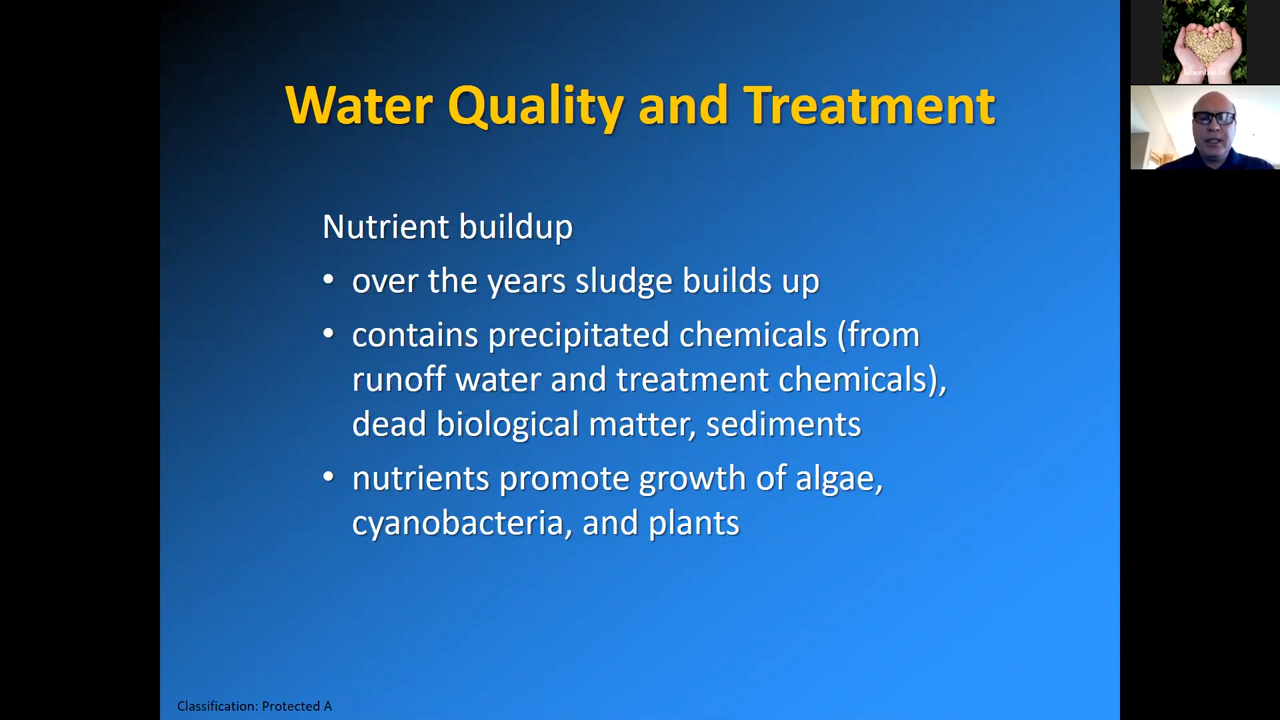 Water Quality and Treatment
Nutrient buildup
• over the years sludge builds up
• contains precipitated chemicals (from
runoff water and treatment chemicals),
dead biological matter, sediments
• nutrients promote growth of algae,
cyanobacteria, and plants
Classification: Protected A